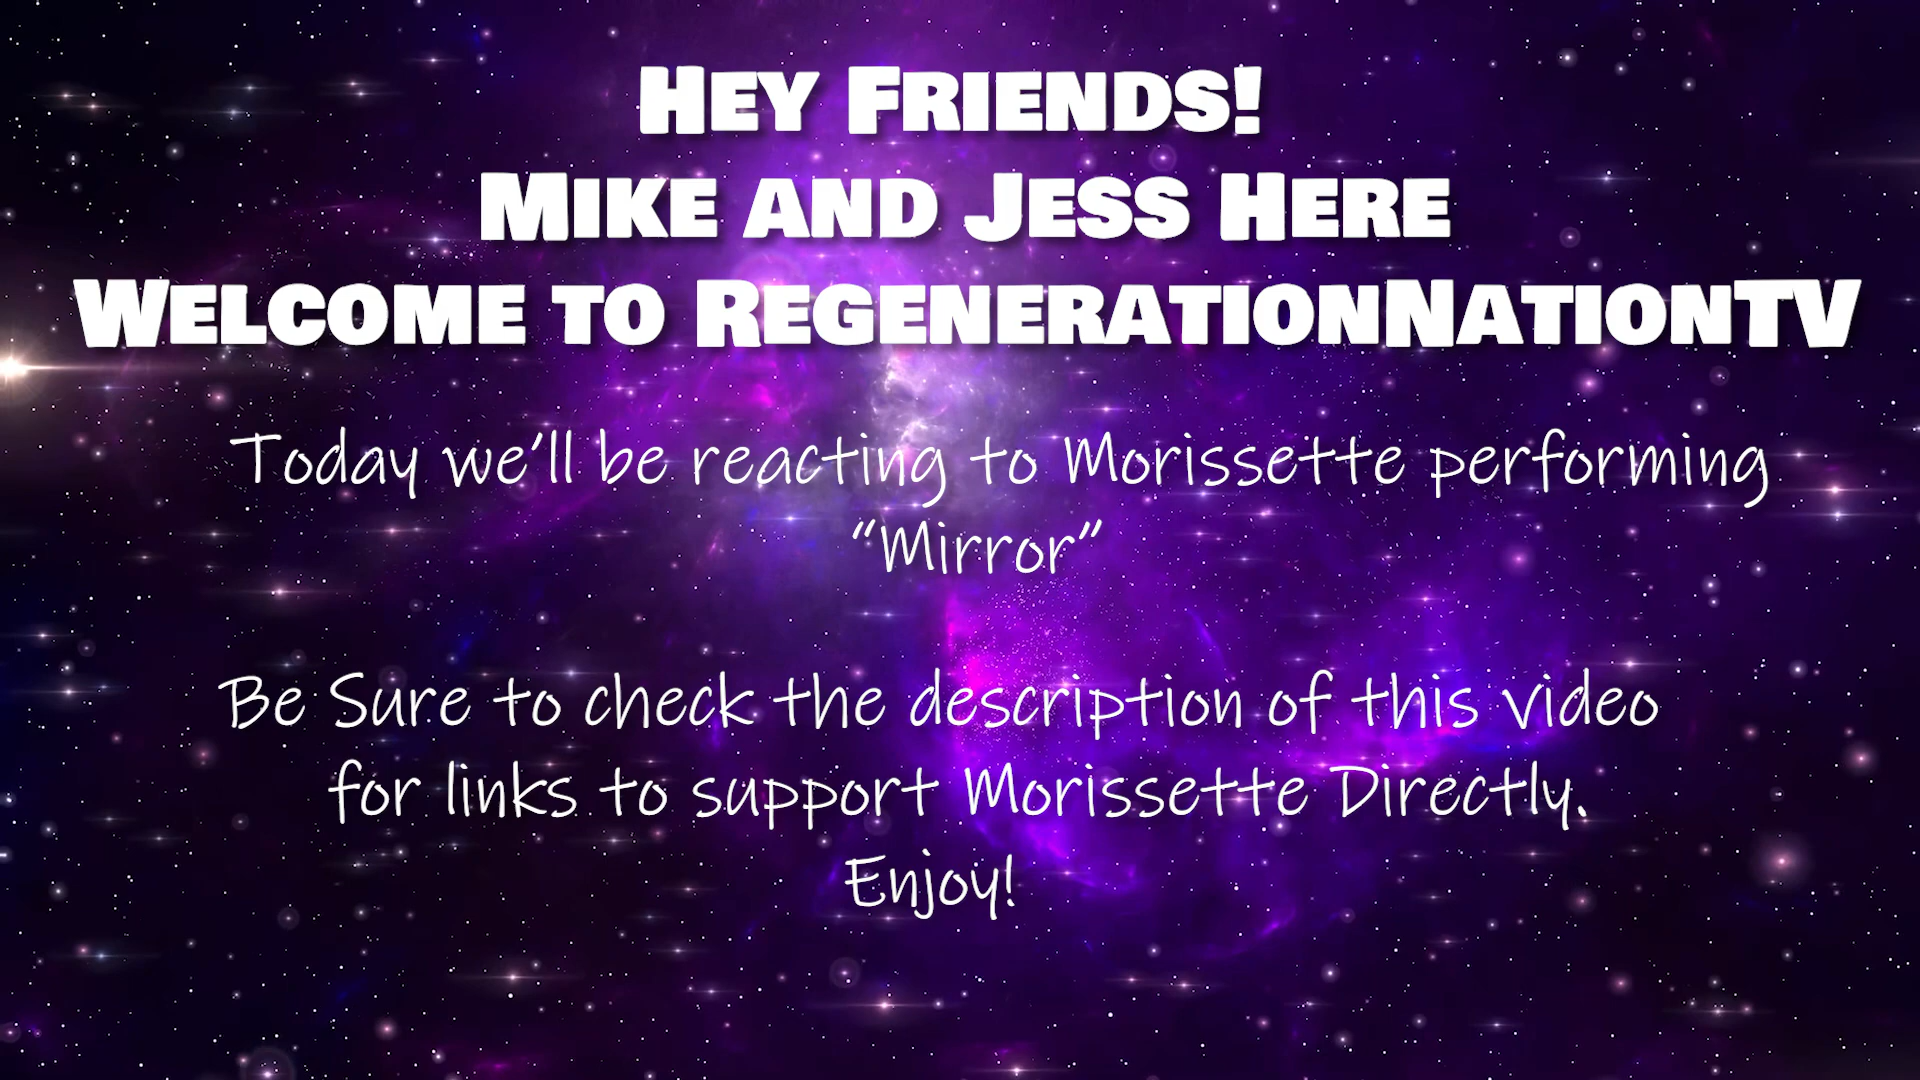 Hey Friends!
Mike and Jess Here
Welcome to RegenerationNationTV
Today we’ll be reacting to Morissette performing
“Mirror”
Be Sure to check the description of this video
for links to support Morissette Directly.
Enjoy!